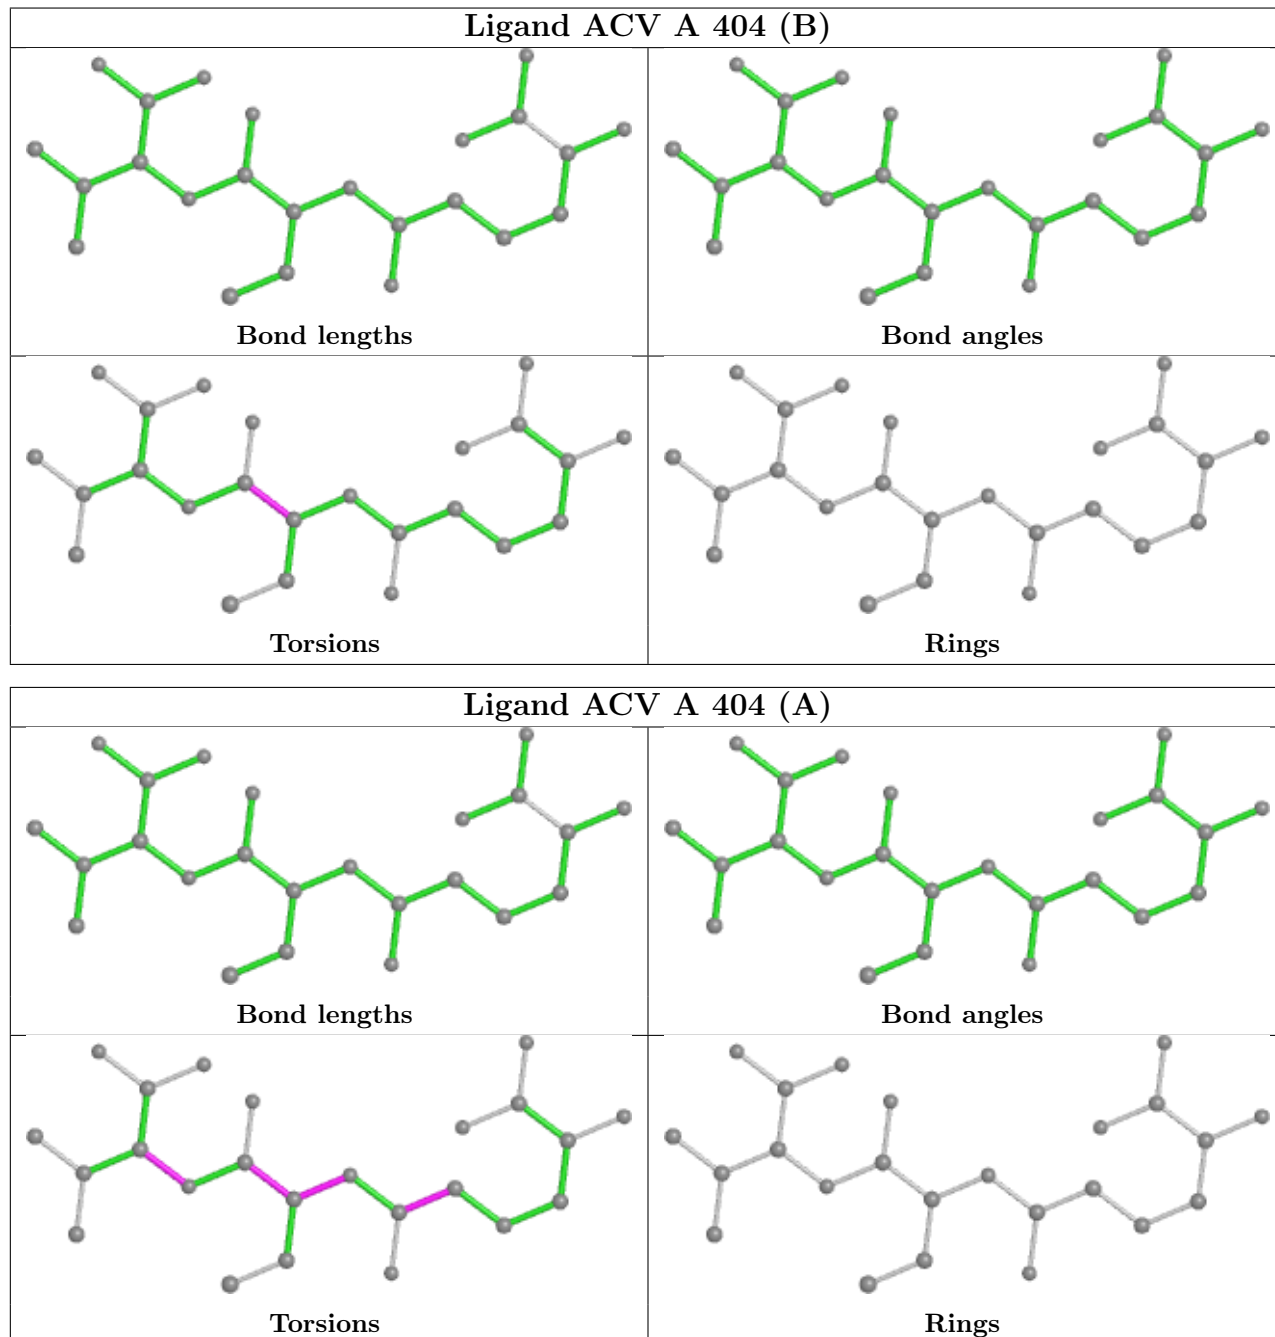 Ligand ACV A 404 (B)
Bond lengths
Bond angles
Torsions
Rings
Ligand ACV A 404 (A)
Bond lengths
Bond angles
Torsions
Rings